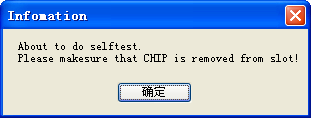 Infomation
About to do selftest.
Please makesure that CHIP is removed from slot!
确定